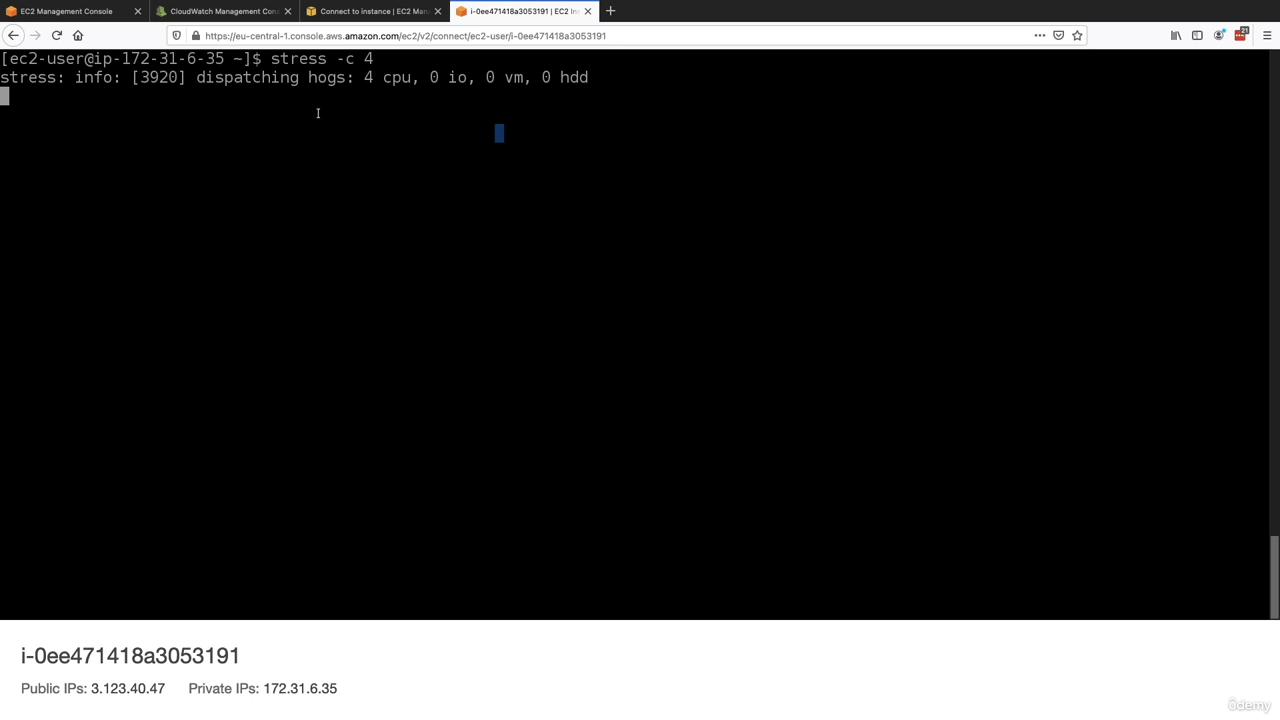 EC2 Management Console
CloudWatch Management Con
Connect to instance | EC2 Man
i-0ee471418a3053191 | EC2 In
https://eu-central-1.console.aws.amazon.com/ec2/v2/connect/ec2-user/i-0ee471418a3053191
21
[ec2-user@ip-172-31-6-35 ~]$ stress -c 4
stress: info: [3920] dispatching hogs: 4 cpu, 0 io, 0 vm, 0 hdd
i-0ee471418a3053191
Public IPs: 3.123.40.47 Private IPs: 172.31.6.35
ûdemy